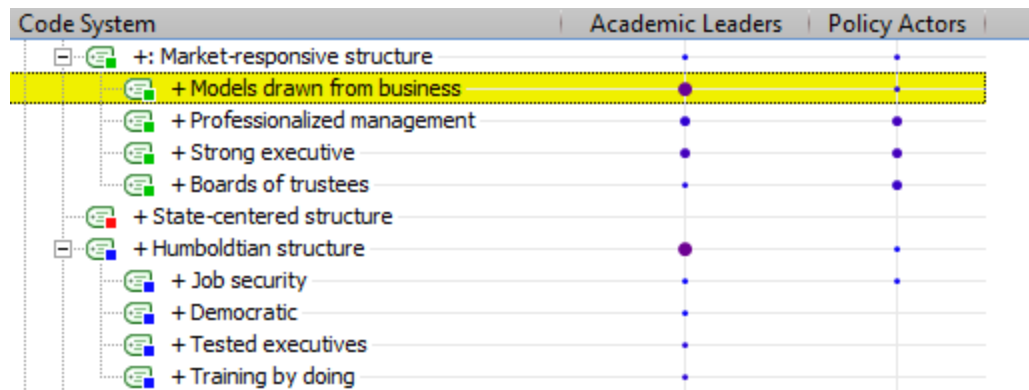 Code System Academic Leaders Policy Actors
+: Market-responsive structure
+ Models drawn from business
+ Professionalized management
+ Strong executive
+ Boards of trustees
+ State-centered structure
+ Humboldtian structure
+ Job security
+ Democratic
+ Tested executives
+ Training by doing